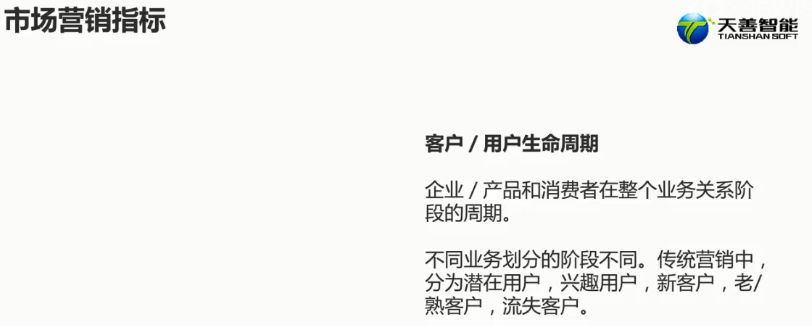 市场营销指标
天善智能
TIANSHAN SOFT
客户 / 用户生命周期
企业 / 产品和消费者在整个业务关系阶
段的周期。
不同业务划分的阶段不同。传统营销中，
分为潜在用户，兴趣用户，新客户，老/
熟客户，流失客户。